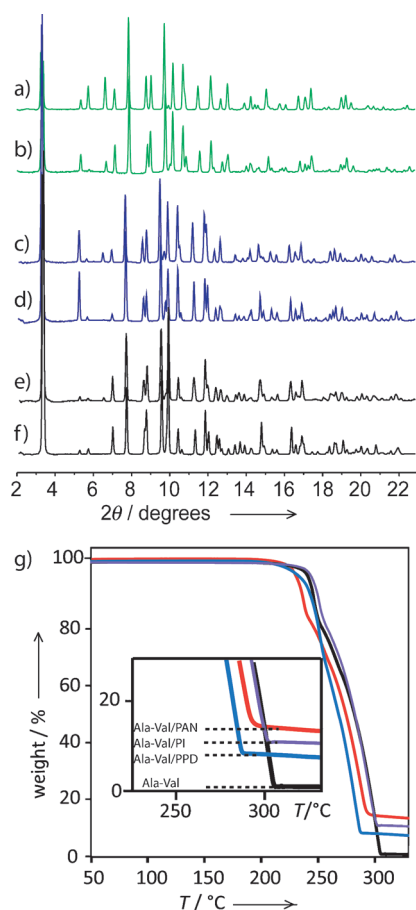 a)
b)
c)
d)
e)
f)
2 4 6 8 10 12 14 16 18 20 22
2θ / degrees
g)
100
80
60
40
20
0
weight / %
20
0
Ala-Val/PAN
Ala-Val/PI
Ala-Val/PPD
Ala-Val
250 300 T/°C
50 100 150 200 250 300
T / °C